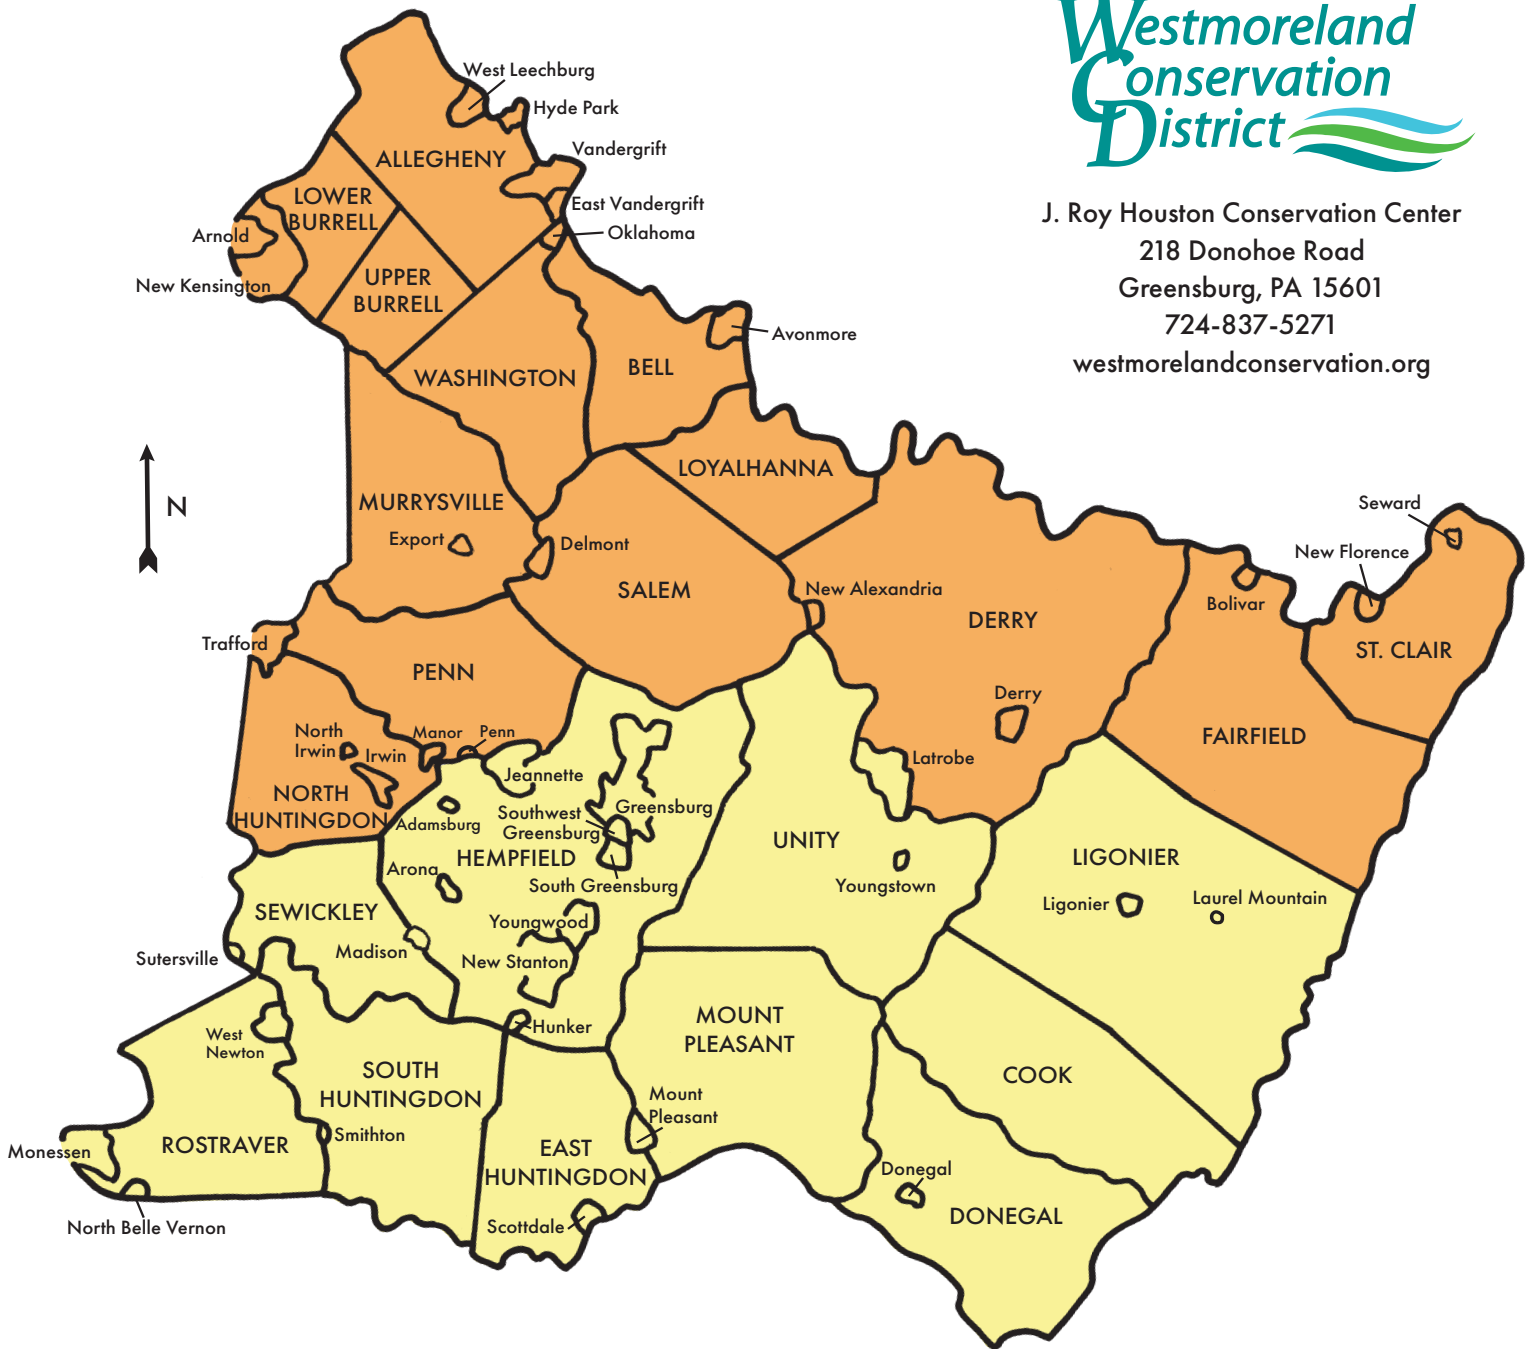 Westmoreland
Conservation
District
J. Roy Houston Conservation Center
218 Donohoe Road
Greensburg, PA 15601
724-837-5271
westmorelandconservation.org
West Leechburg
Hyde Park
Vandergrift
ALLEGHENY
LOWER
BURRELL
East Vandergrift
Oklahoma
Arnold
New Kensington
UPPER
BURRELL
Avonmore
WASHINGTON
BELL
LOYALHANNA
N
MURRYSVILLE
Export
Delmont
Seward
New Florence
SALEM
New Alexandria
Bolivar
DERRY
Trafford
ST. CLAIR
PENN
Derry
North
Irwin
Irwin
Manor
Penn
FAIRFIELD
Latrobe
Jeannette
NORTH
HUNTINGDON
Adamsburg
Southwest
Greensburg
Greensburg
UNITY
HEMPFIELD
LIGONIER
Arona
South Greensburg
Youngstown
Ligonier
Laurel Mountain
SEWICKLEY
Youngwood
Madison
Sutersville
New Stanton
MOUNT
PLEASANT
West
Newton
Hunker
SOUTH
HUNTINGDON
COOK
Mount
Pleasant
Smithton
ROSTRAVER
Monessen
EAST
HUNTINGDON
Donegal
DONEGAL
North Belle Vernon
Scottdale